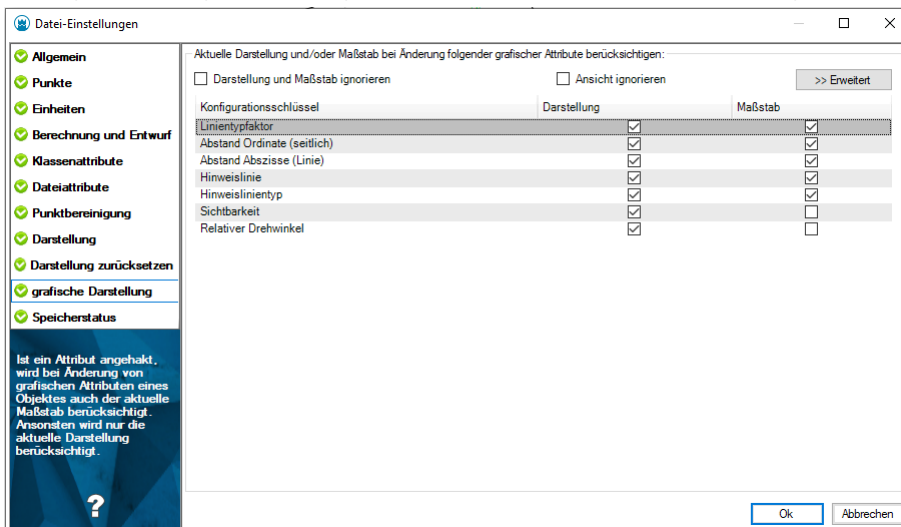 Datei-Einstellungen
Allgemein
Punkte
Einheiten
Berechnung und Entwurf
Klassenattribute
Dateiattribute
Punktbereinigung
Darstellung
Darstellung zurücksetzen
grafische Darstellung
Speicherstatus
Ist ein Attribut angehakt,
wird bei Änderung von
grafischen Attributen eines
Objektes auch der aktuelle
Maßstab berücksichtigt.
Ansonsten wird nur die
aktuelle Darstellung
berücksichtigt.
?
Aktuelle Darstellung und/oder Maßstab bei Änderung folgender grafischer Attribute berücksichtigen:
Darstellung und Maßstab ignorieren Ansicht ignorieren >> Erweitert
Konfigurationsschlüssel Darstellung Maßstab
Linientypfaktor
Abstand Ordinate (seitlich)
Abstand Abszisse (Linie)
Hinweislinie
Hinweislinientyp
Sichtbarkeit
Relativer Drehwinkel
Ok Abbrechen